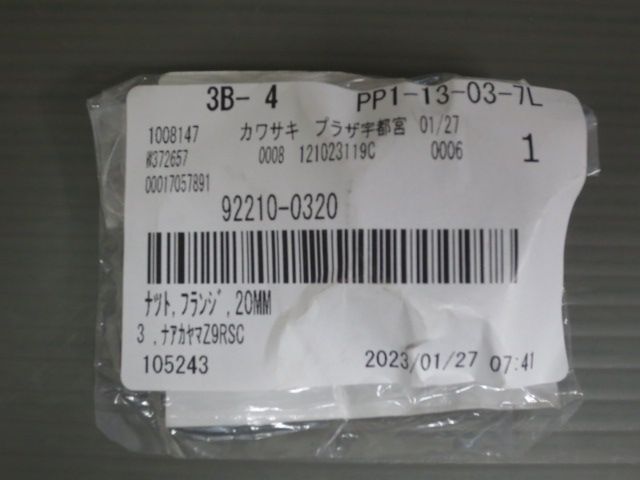 3B- 4 PP1-13-03-7L
1008147 カワサキ プラザ宇都宮 01/27
W372657 0008 121023119C 0006 1
00017057891
92210-0320
ナツト,フランジ,20MM
3 ,ナアカヤマZ9RSC
105243 2023/01/27 07:41